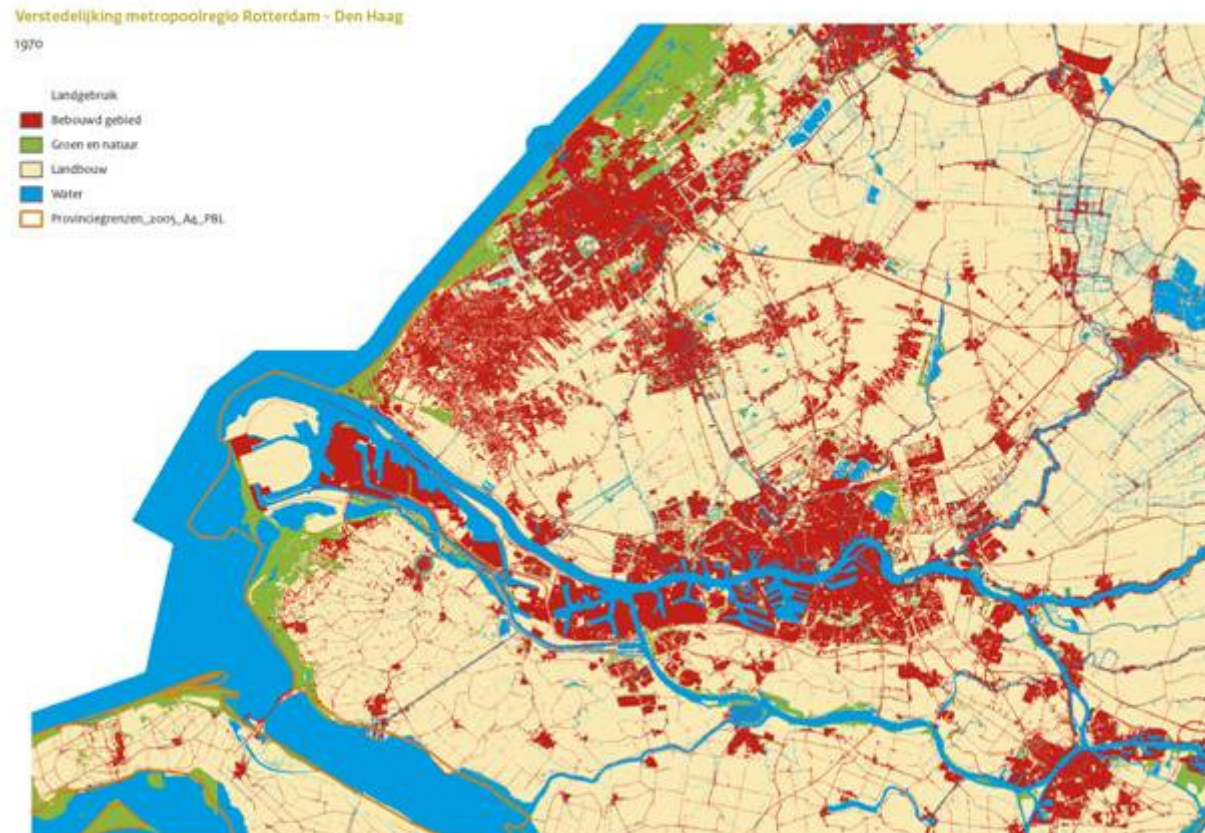 Verstedelijking metropoolregio Rotterdam - Den Haag
1970
Landgebruik
Bebouwd gebied
Groen en natuur
Landbouw
Water
Provinciegrenzen_2005_A4_PBL